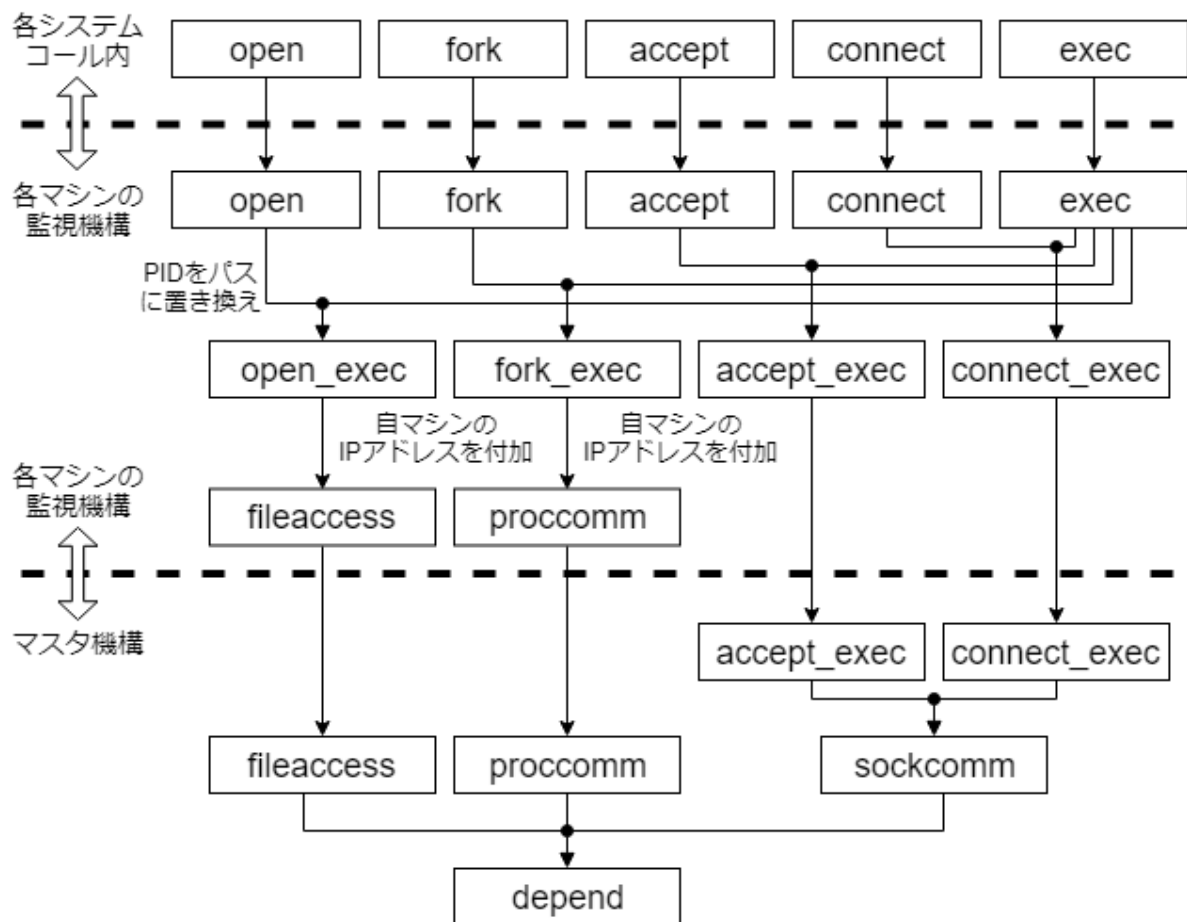 各システム
コール内
open
fork
accept
connect
exec
各マシンの
監視機構
open
fork
accept
connect
exec
PIDをパス
に置き換え
open_exec
fork_exec
accept_exec
connect_exec
自マシンの
IPアドレスを付加
自マシンの
IPアドレスを付加
各マシンの
監視機構
fileaccess
proccomm
マスタ機構
accept_exec
connect_exec
fileaccess
proccomm
sockcomm
depend